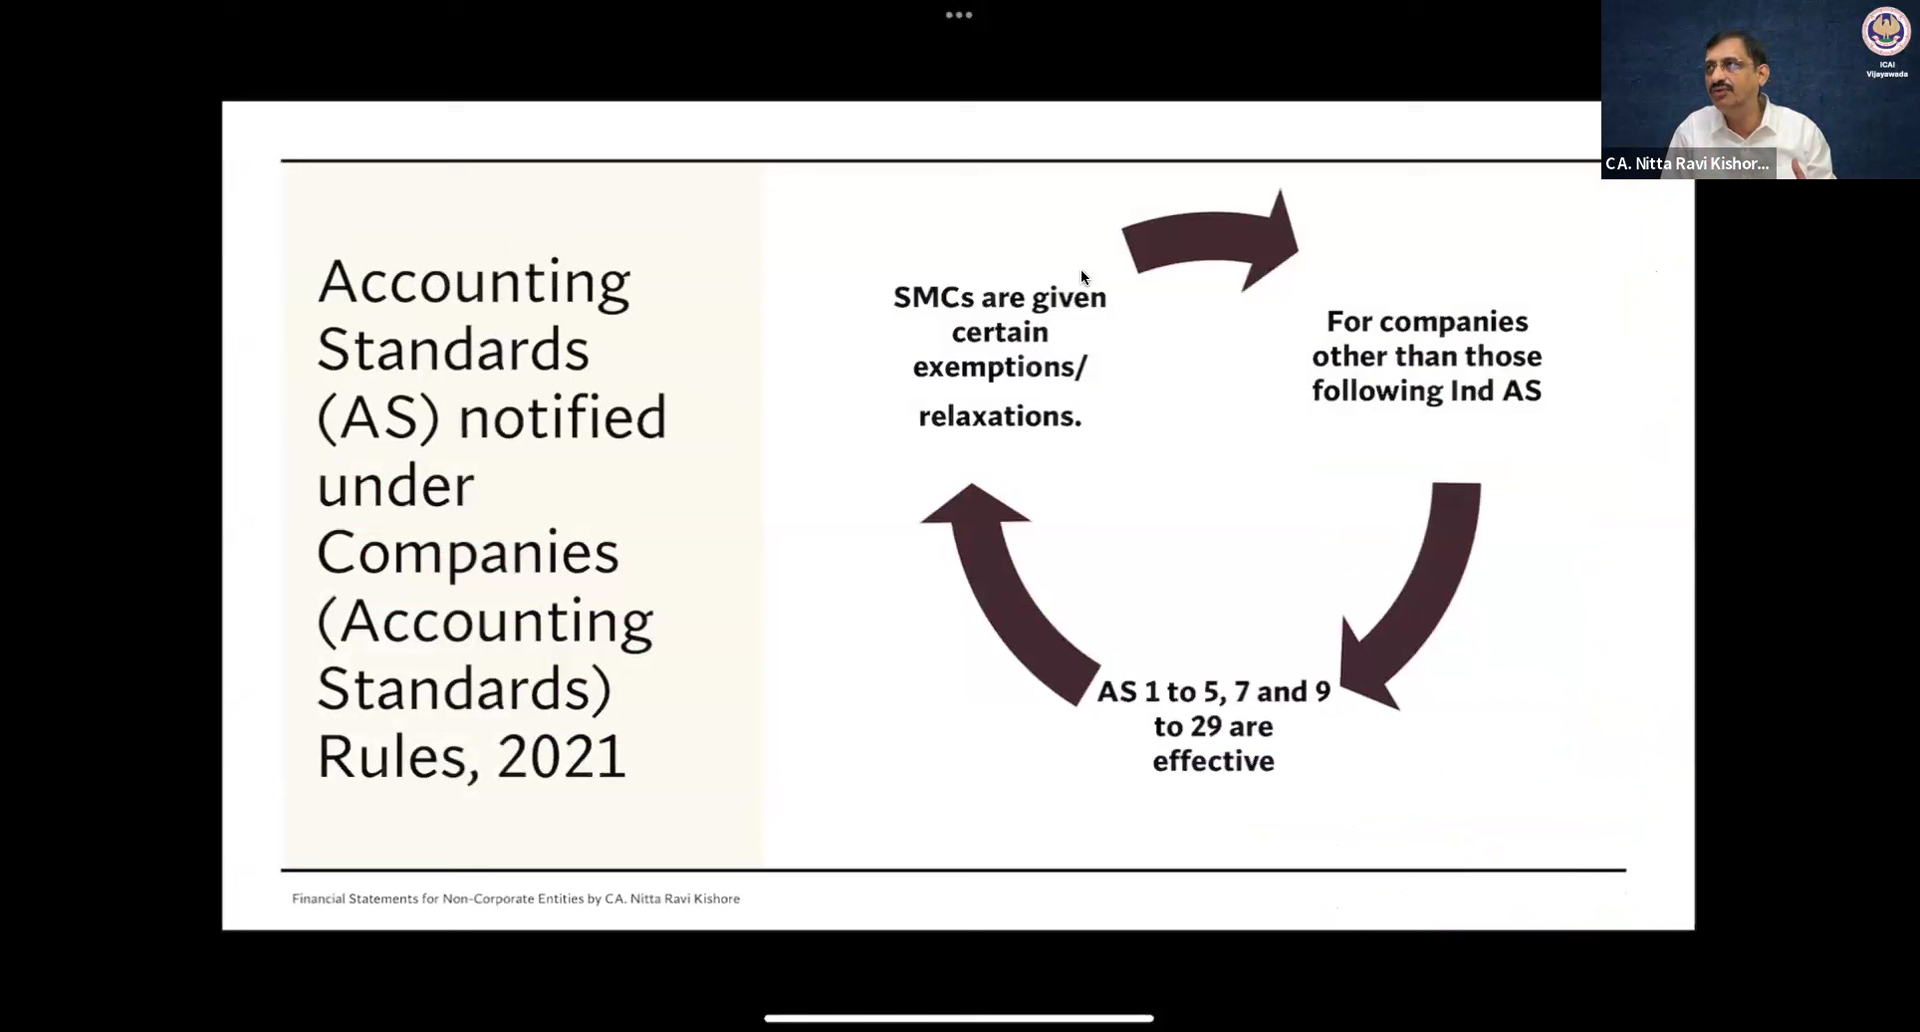 ICAI
Vijayawada
CA. Nitta Ravi Kishor...
Accounting
Standards
(AS) notified
under
Companies
(Accounting
Standards)
Rules, 2021
SMCs are given
certain
exemptions/
relaxations.
For companies
other than those
following Ind AS
AS 1 to 5, 7 and 9
to 29 are
effective
Financial Statements for Non-Corporate Entities by CA. Nitta Ravi Kishore